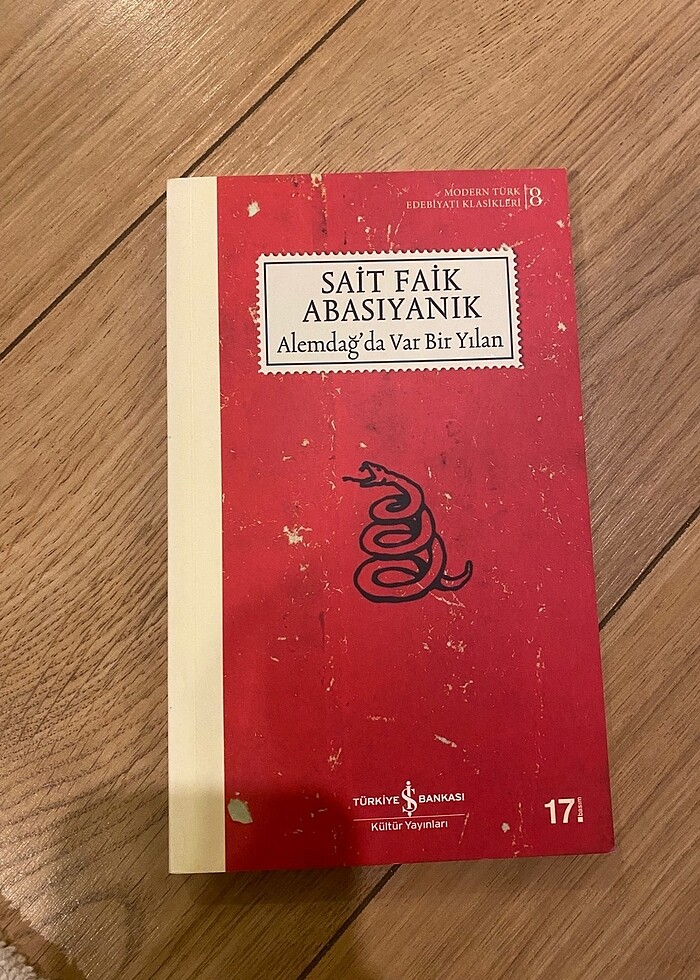 MODERN TÜRK
EDEBİYATI KLASİKLERİ 8
SAİT FAİK
ABASIYANIK
Alemdağ'da Var Bir Yılan
TÜRKİYE İŞ BANKASI
Kültür Yayınları
17.basım